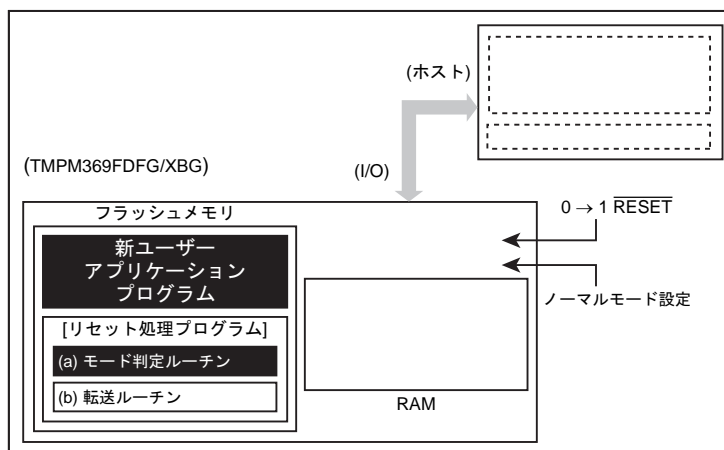 (ホスト)
(TMPM369FDFG/XBG)
(I/O)
フラッシュメモリ
0 → 1 RESET
新ユーザー
アプリケーション
プログラム
ノーマルモード設定
[リセット処理プログラム]
(a) モード判定ルーチン
(b) 転送ルーチン
RAM